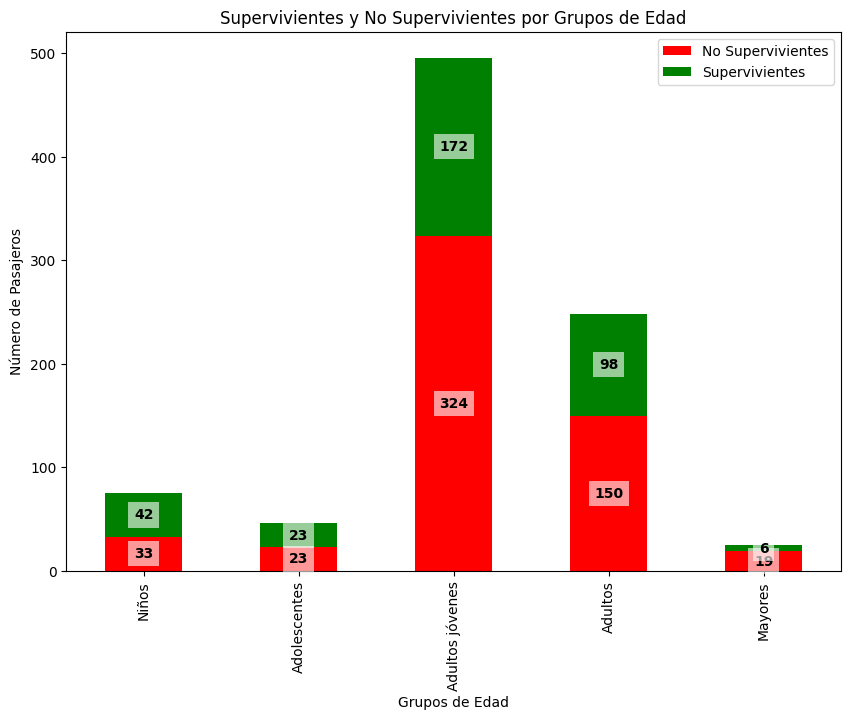 Supervivientes y No Supervivientes por Grupos de Edad
No Supervivientes
Supervivientes
Número de Pasajeros
500
400
300
200
100
0
42
33
23
23
172
324
98
150
6
19
Niños
Adolescentes
Adultos jóvenes
Adultos
Mayores
Grupos de Edad